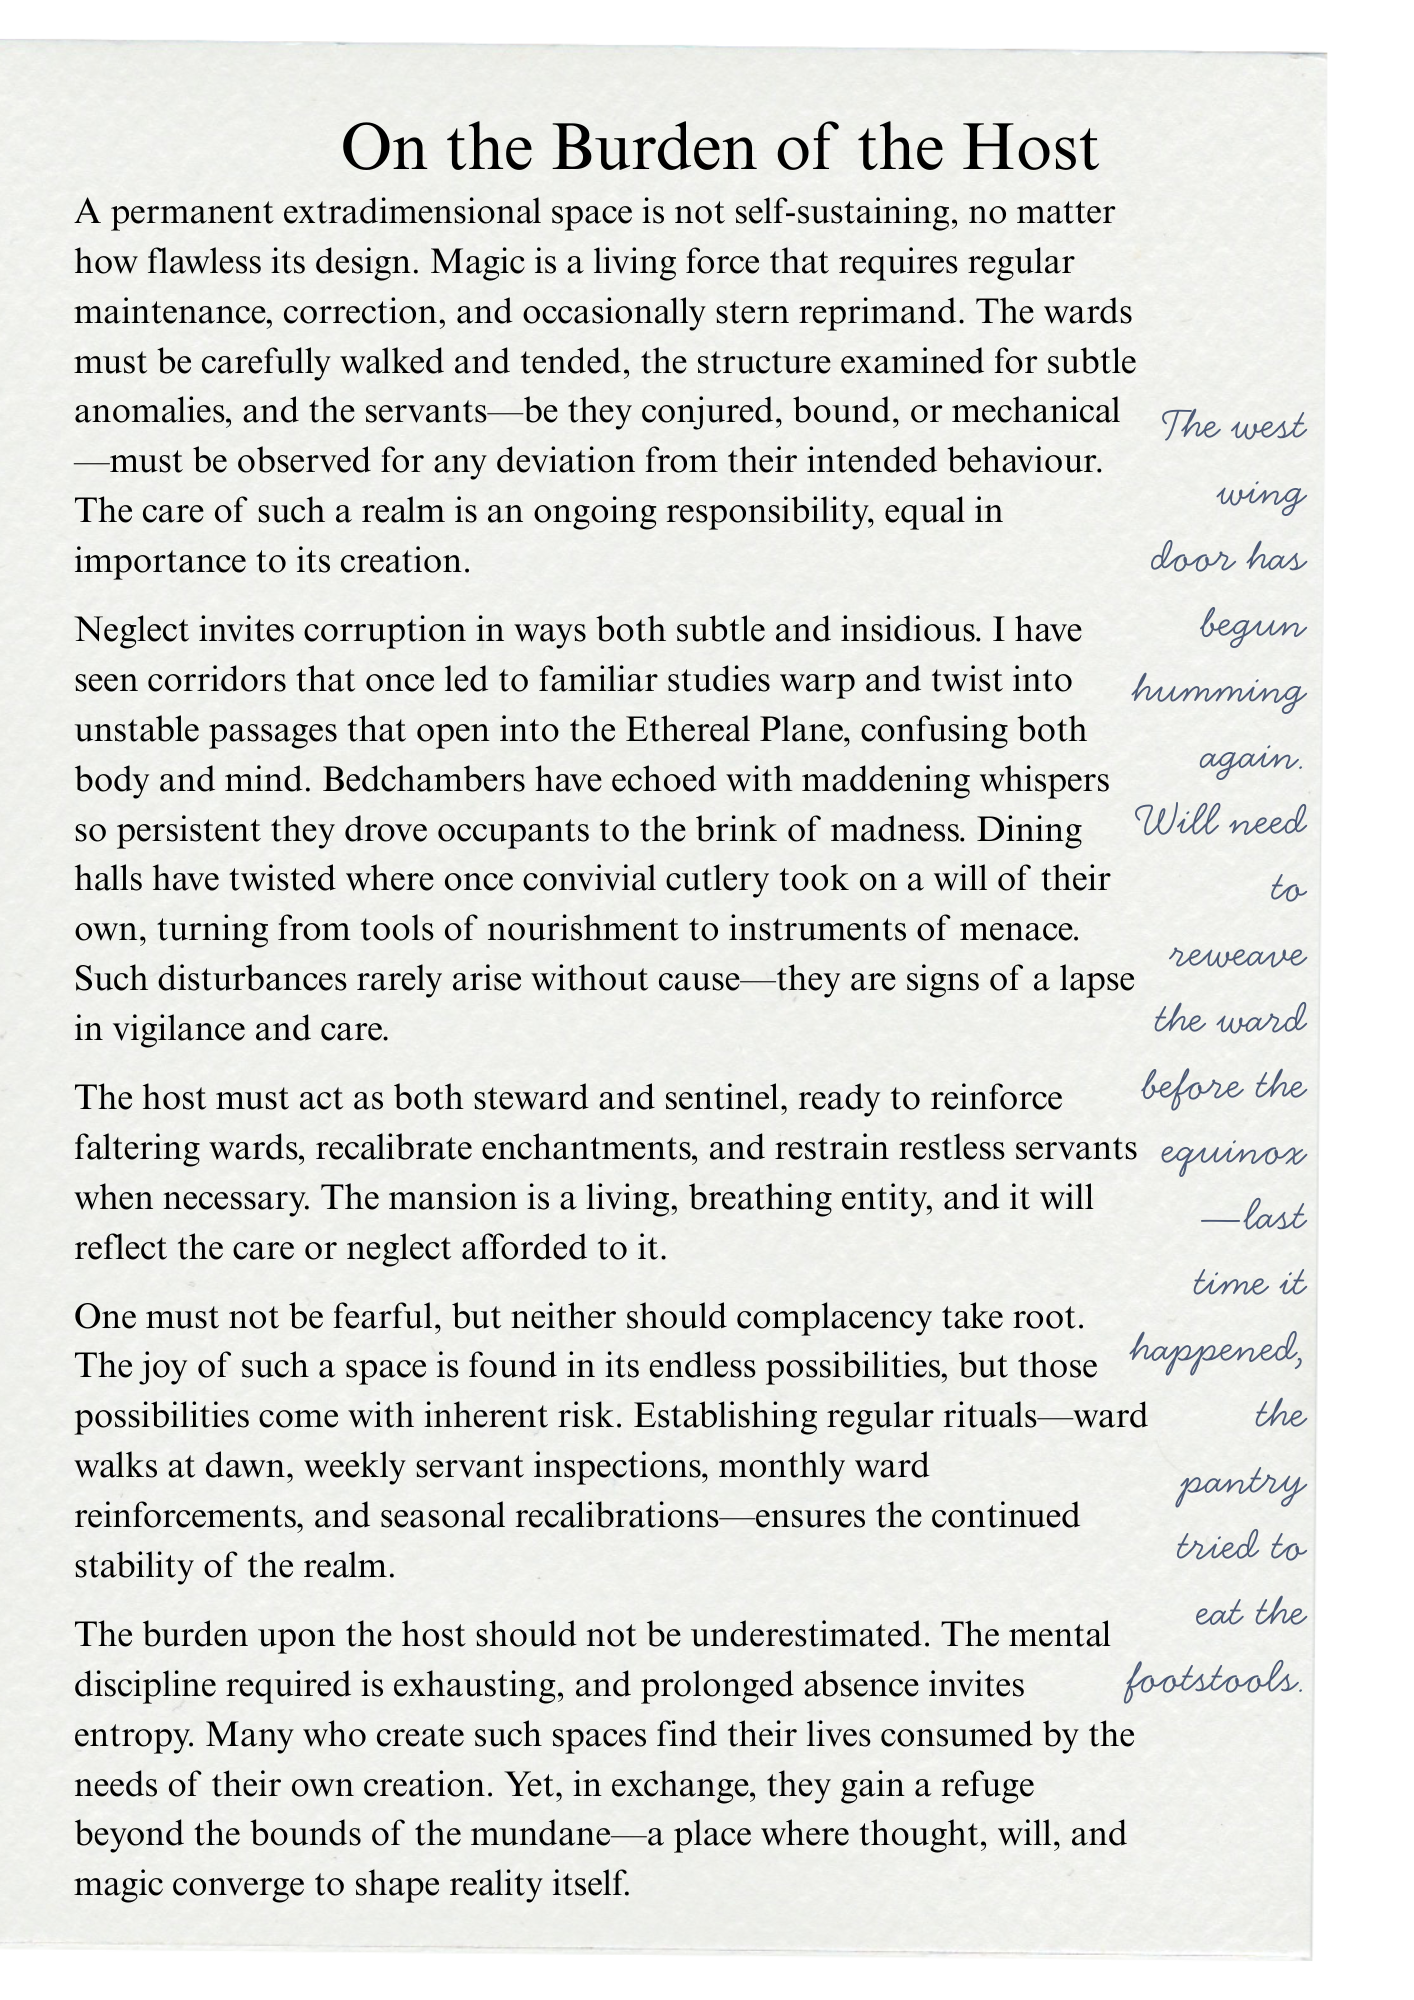 On the Burden of the Host
A permanent extradimensional space is not self-sustaining, no matter
how flawless its design. Magic is a living force that requires regular
maintenance, correction, and occasionally stern reprimand. The wards
must be carefully walked and tended, the structure examined for subtle
anomalies, and the servants—be they conjured, bound, or mechanical
—must be observed for any deviation from their intended behaviour.
The care of such a realm is an ongoing responsibility, equal in
importance to its creation.
Neglect invites corruption in ways both subtle and insidious. I have
seen corridors that once led to familiar studies warp and twist into
unstable passages that open into the Ethereal Plane, confusing both
body and mind. Bedchambers have echoed with maddening whispers
so persistent they drove occupants to the brink of madness. Dining
halls have twisted where once convivial cutlery took on a will of their
own, turning from tools of nourishment to instruments of menace.
Such disturbances rarely arise without cause—they are signs of a lapse
in vigilance and care.
The host must act as both steward and sentinel, ready to reinforce
faltering wards, recalibrate enchantments, and restrain restless servants
when necessary. The mansion is a living, breathing entity, and it will
reflect the care or neglect afforded to it.
One must not be fearful, but neither should complacency take root.
The joy of such a space is found in its endless possibilities, but those
possibilities come with inherent risk. Establishing regular rituals—ward
walks at dawn, weekly servant inspections, monthly ward
reinforcements, and seasonal recalibrations—ensures the continued
stability of the realm.
The burden upon the host should not be underestimated. The mental
discipline required is exhausting, and prolonged absence invites
entropy. Many who create such spaces find their lives consumed by the
needs of their own creation. Yet, in exchange, they gain a refuge
beyond the bounds of the mundane—a place where thought, will, and
magic converge to shape reality itself.
The west
wing
door has
begun
humming
again.
Will need
to
reweave
the ward
before the
equinox
—last
time it
happened,
the
pantry
tried to
eat the
footstools.